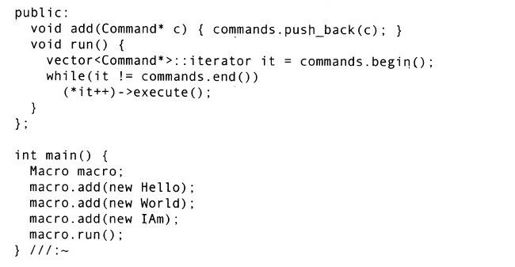 public:
  void add(Command* c) { commands.push_back(c); }
  void run() {
    vector<Command*>::iterator it = commands.begin();
    while(it != commands.end())
      (*it++)->execute();
  }
};

int main() {
  Macro macro;
  macro.add(new Hello);
  macro.add(new World);
  macro.add(new IAm);
  macro.run();
} ///:~